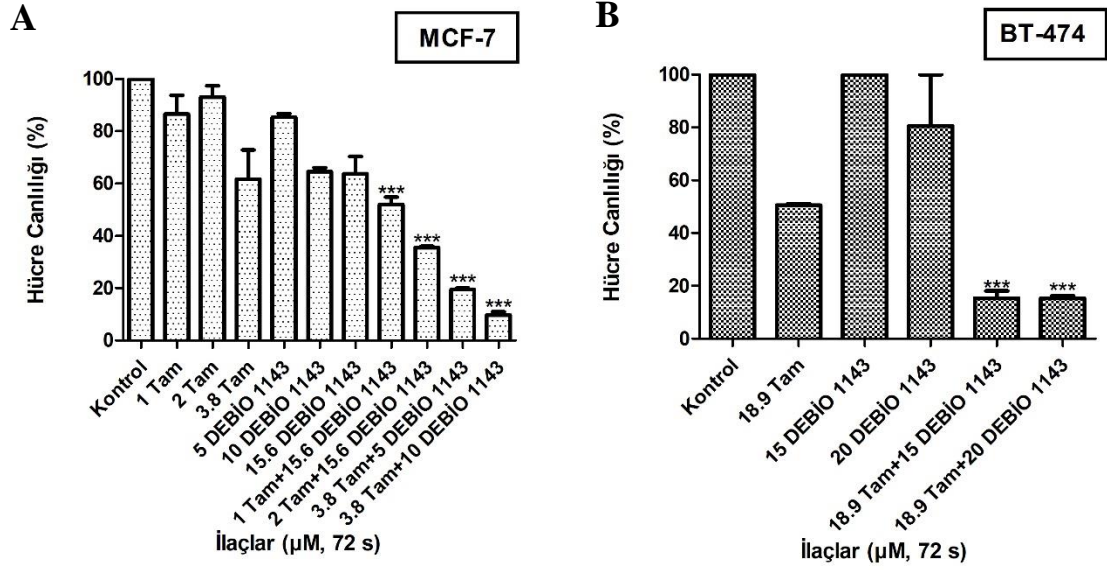 A
MCF-7
Hücre Canlılığı (%)
100
80
60
40
20
0
***
***
***
***
Kontrol
1 Tam
2 Tam
3.8 Tam
5 DEBİO 1143
10 DEBİO 1143
15.6 DEBİO 1143
1 Tam+15.6 DEBİO 1143
2 Tam+15.6 DEBİO 1143
3.8 Tam+5 DEBİO 1143
3.8 Tam+10 DEBİO 1143
İlaçlar (µM, 72 s)
B
BT-474
Hücre Canlılığı (%)
100
80
60
40
20
0
***
***
Kontrol
18.9 Tam
15 DEBİO 1143
20 DEBİO 1143
18.9 Tam+15 DEBİO 1143
18.9 Tam+20 DEBİO 1143
İlaçlar (µM, 72 s)